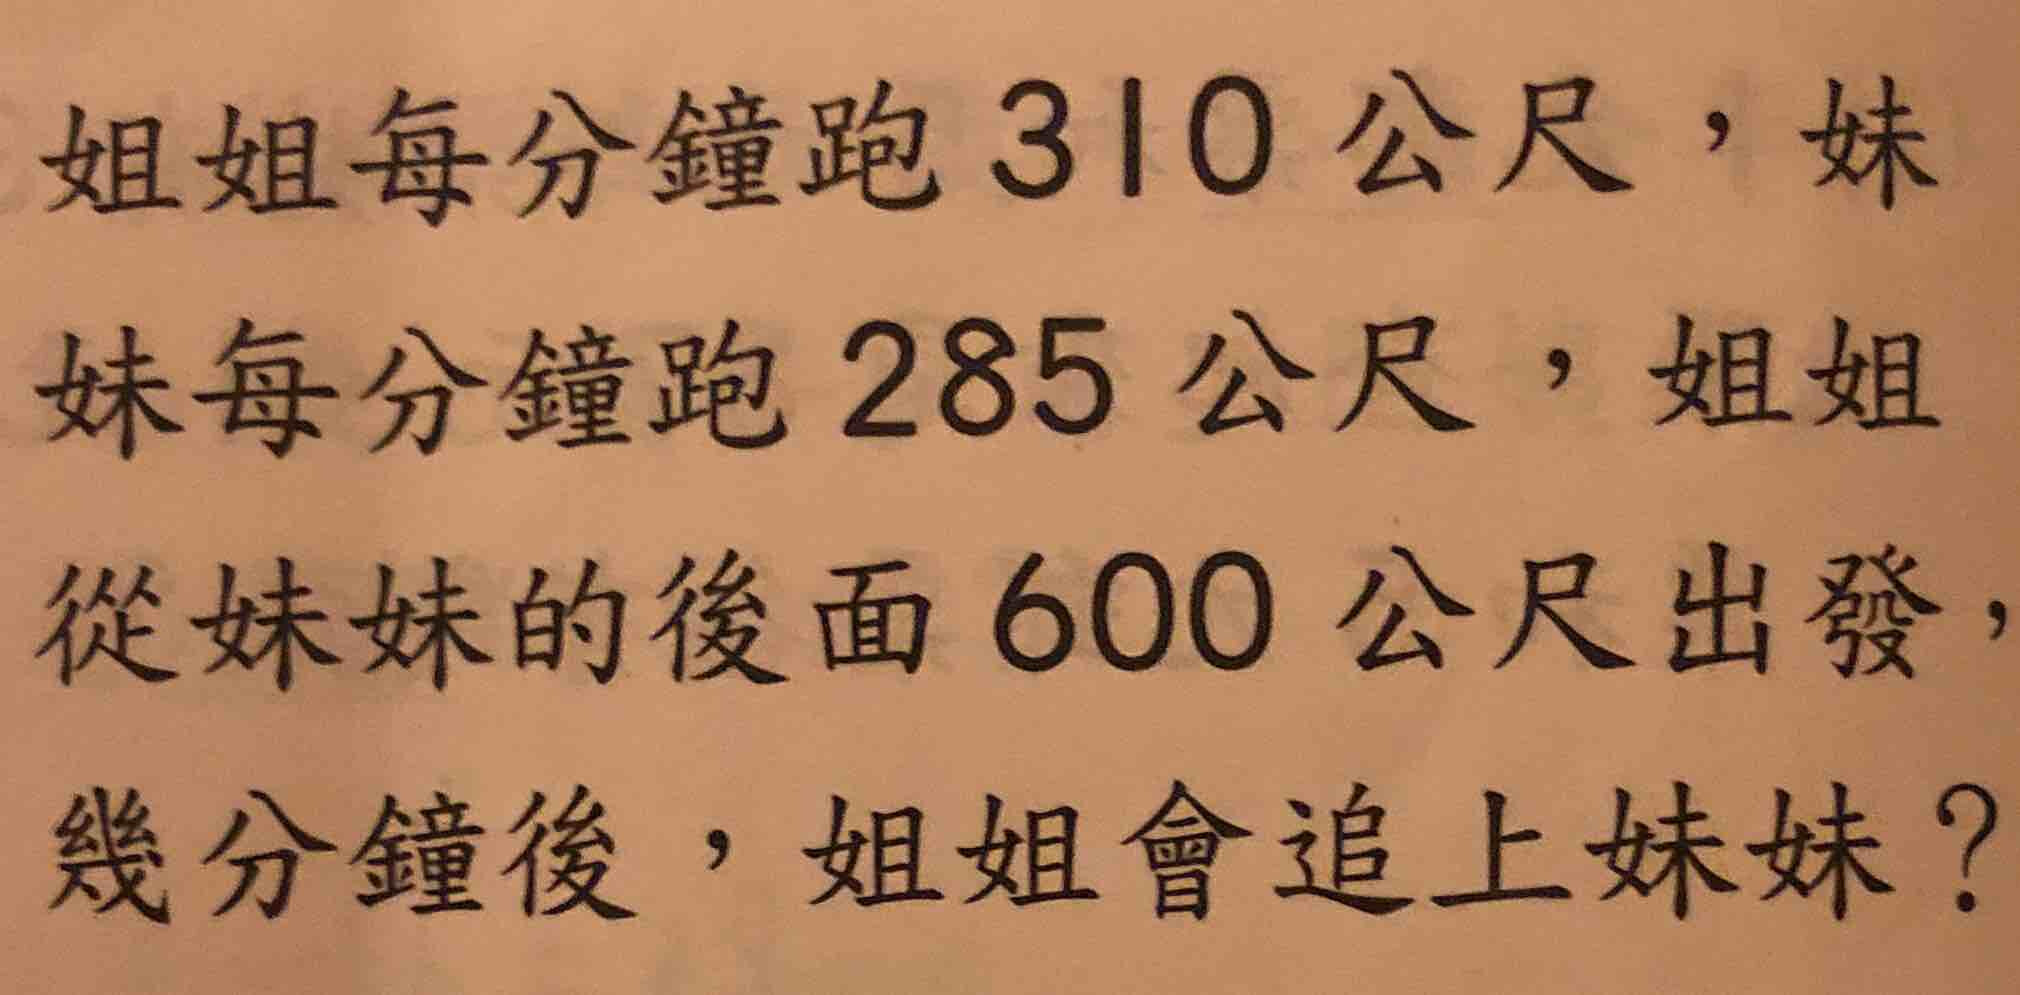 姐姐每分鐘跑 310 公尺，妹
妹每分鐘跑 285 公尺，姐姐
從妹妹的後面 600 公尺出發，
幾分鐘後，姐姐會追上妹妹？